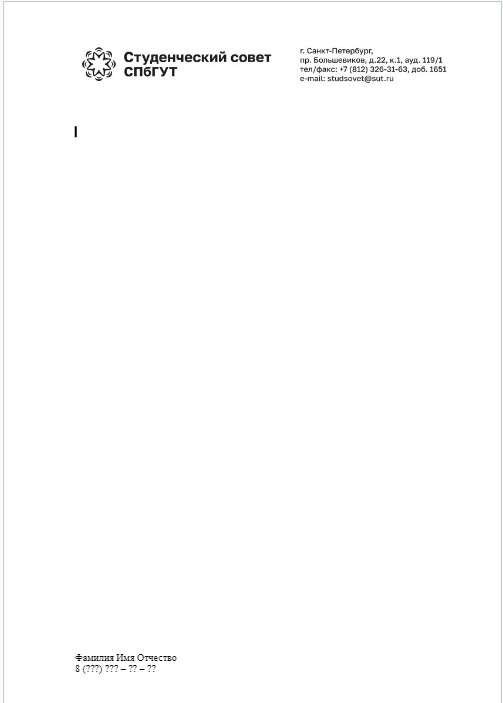 Студенческий совет
СПбГУТ
г. Санкт-Петербург,
пр. Большевиков, д.22, к.1, ауд. 119/1
тел/факс: +7 (812) 326-31-63, доб. 1651
e-mail: studsovet@sut.ru
Фамилия Имя Отчество
8 (???) ??? – ?? – ??